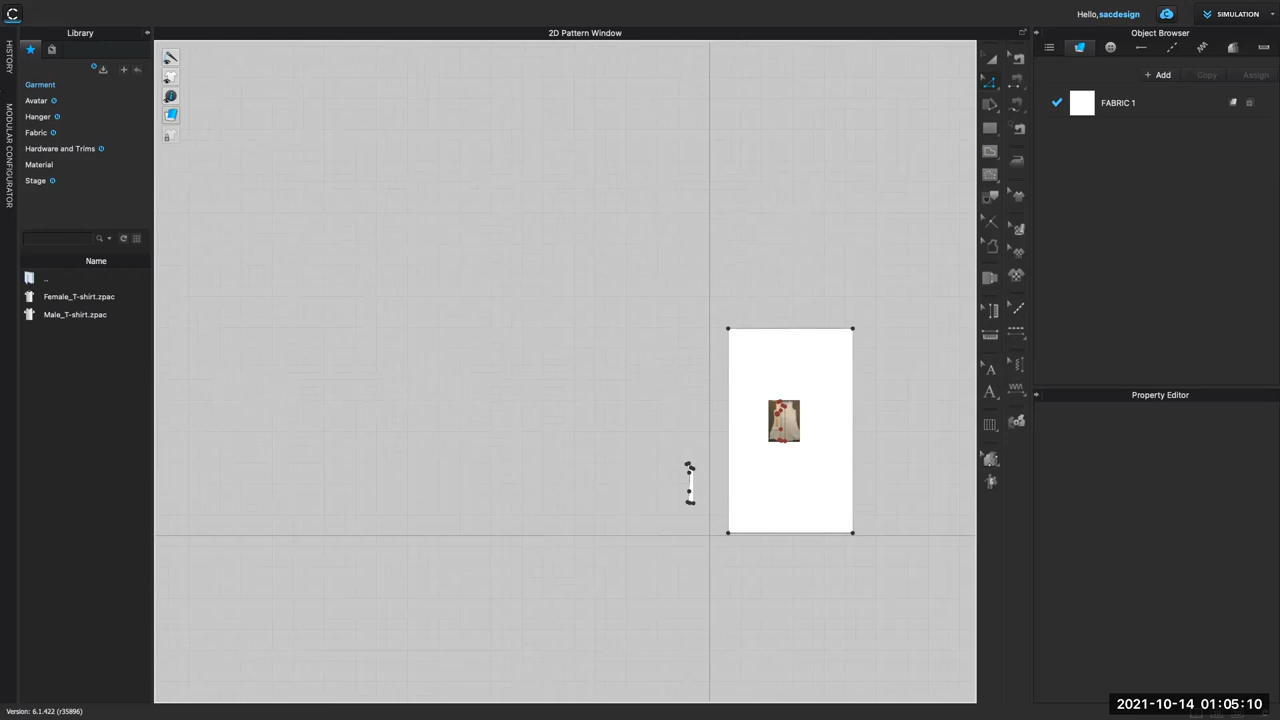 Hello,sacdesign
SIMULATION
HISTORY
MODULAR CONFIGURATOR
Library
Garment
Avatar
Hanger
Fabric
Hardware and Trims
Material
Stage
Name
..
Female_T-shirt.zpac
Male_T-shirt.zpac
2D Pattern Window
Object Browser
+ Add
Copy
Assign
FABRIC 1
Property Editor
Version: 6.1.422 (r35896)
2021-10-14 01:05:10